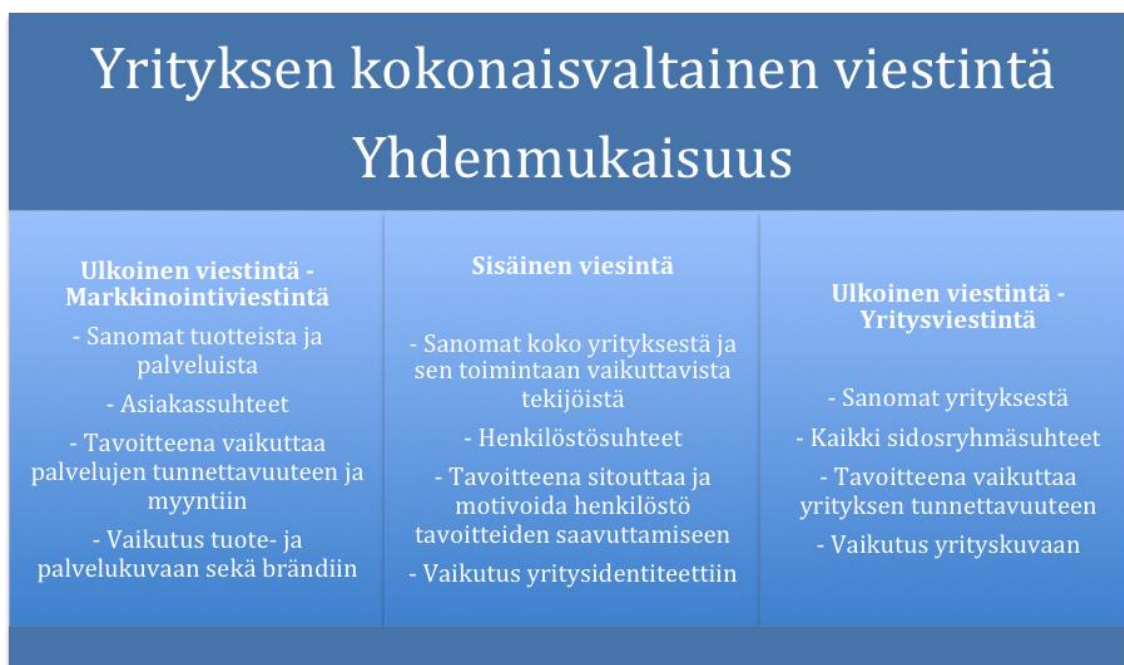 Yrityksen kokonaisvaltainen viestintä
Yhdenmukaisuus
Ulkoinen viestintä -
Markkinointiviestintä
- Sanomat tuotteista ja
palveluista
- Asiakassuhteet
- Tavoitteena vaikuttaa
palvelujen tunnettavuuteen ja
myyntiin
- Vaikutus tuote- ja
palvelukuvaan sekä brändiin
Sisäinen viesintä
- Sanomat koko yrityksestä ja
sen toimintaan vaikuttavista
tekijöistä
- Henkilöstösuhteet
- Tavoitteena sitouttaa ja
motivoida henkilöstö
tavoitteiden saavuttamiseen
- Vaikutus yritysidentiteettiin
Ulkoinen viestintä -
Yritysviestintä
- Sanomat yrityksestä
- Kaikki sidosryhmäsuhteet
- Tavoitteena vaikuttaa
yrityksen tunnettavuuteen
- Vaikutus yrityskuvaan